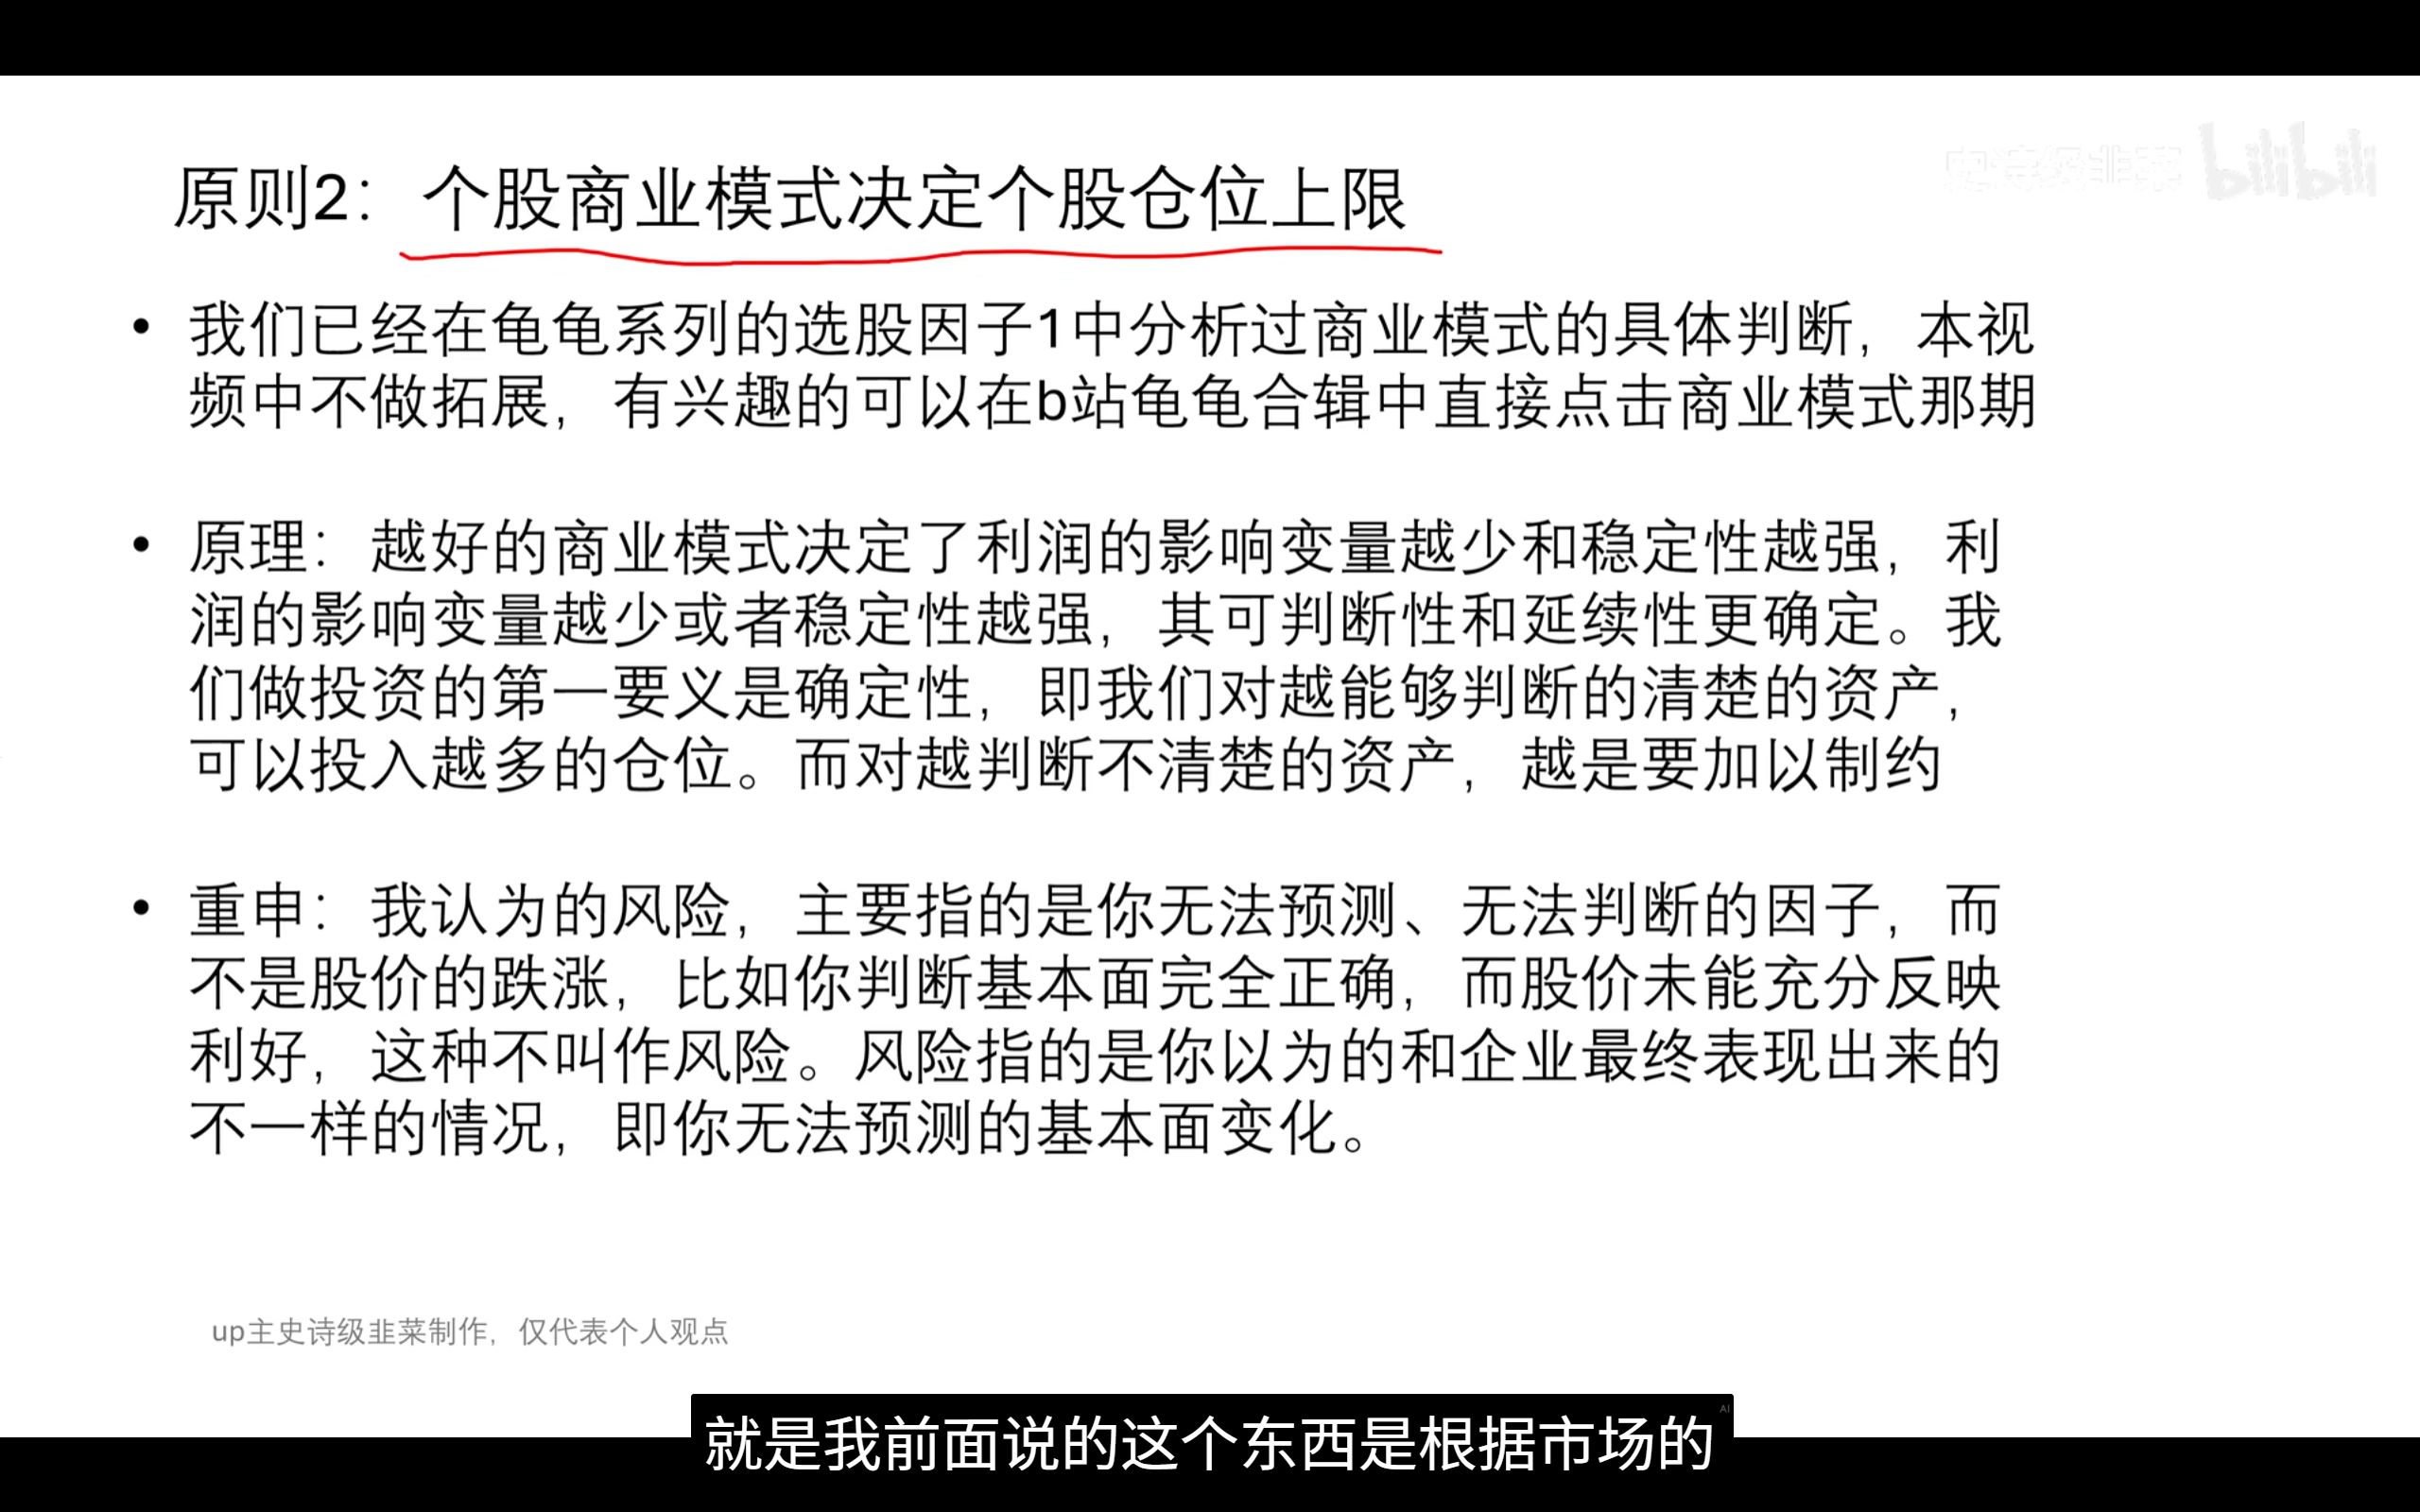 史诗级韭菜 bilibili
原则2：个股商业模式决定个股仓位上限
• 我们已经在龟龟系列的选股因子1中分析过商业模式的具体判断，本视
频中不做拓展，有兴趣的可以在b站龟龟合辑中直接点击商业模式那期
• 原理：越好的商业模式决定了利润的影响变量越少和稳定性越强，利
润的影响变量越少或者稳定性越强，其可判断性和延续性更确定。我
们做投资的第一要义是确定性，即我们对越能够判断的清楚的资产，
可以投入越多的仓位。而对越判断不清楚的资产，越是要加以制约
• 重申：我认为的风险，主要指的是你无法预测、无法判断的因子，而
不是股价的跌涨，比如你判断基本面完全正确，而股价未能充分反映
利好，这种不叫作风险。风险指的是你以为的和企业最终表现出来的
不一样的情况，即你无法预测的基本面变化。
up主史诗级韭菜制作，仅代表个人观点
就是我前面说的这个东西是根据市场的
AI